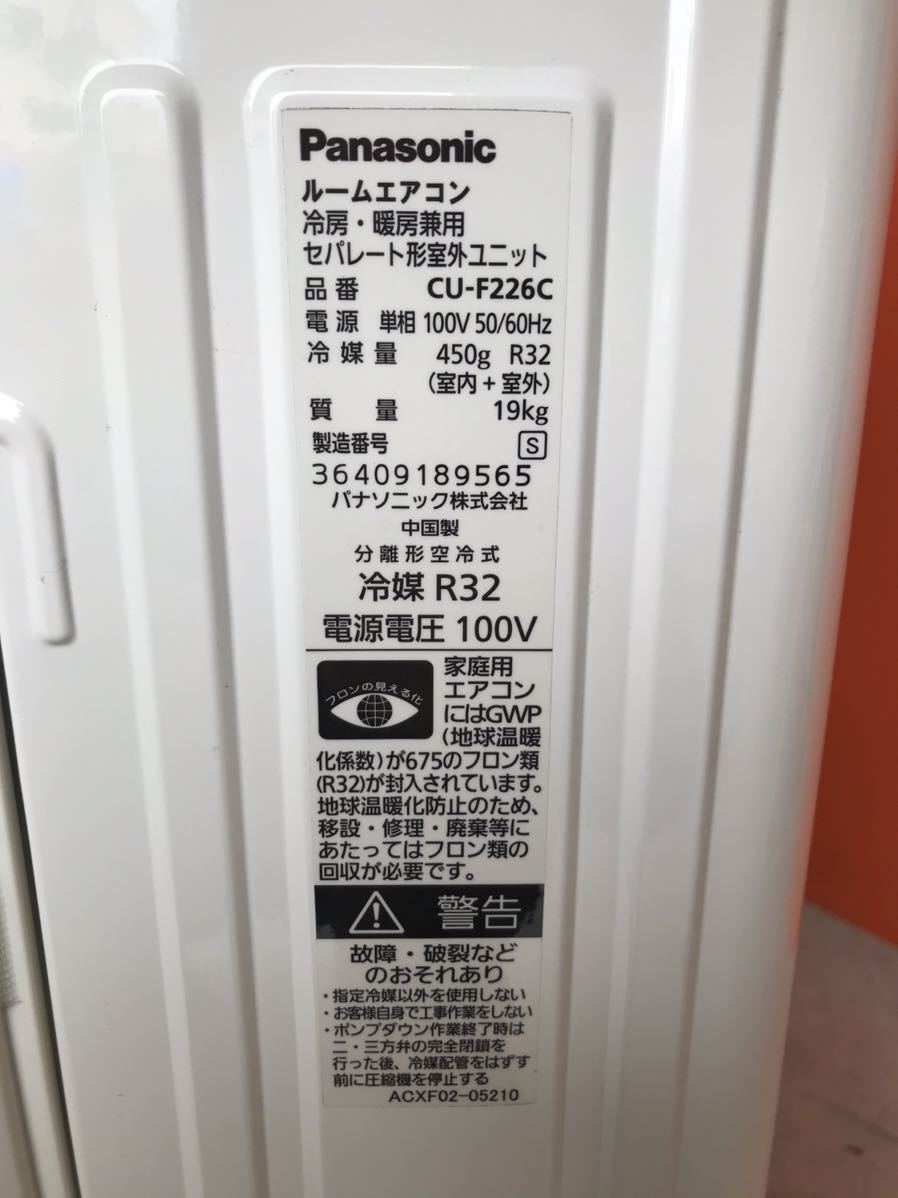 Panasonic
ルームエアコン
冷房・暖房兼用
セパレート形室外ユニット
品番 CU-F226C
電源 単相 100V 50/60Hz
冷媒量 450g R32
(室内+室外)
質量 19kg
製造番号 S
36409189565
パナソニック株式会社
中国製
分離形空冷式
冷媒 R32
電源電圧 100V
フロンの見える化
家庭用
エアコン
にはGWP
(地球温暖
化係数)が675のフロン類
(R32)が封入されています。
地球温暖化防止のため、
移設・修理・廃棄等に
あたってはフロン類の
回収が必要です。
警告
故障・破裂など
のおそれあり
・指定冷媒以外を使用しない
・お客様自身で工事作業をしない
・ポンプダウン作業終了時は
二・三方弁の完全閉鎖を
行った後、冷媒配管をはずす
前に圧縮機を停止する
ACXF02-05210